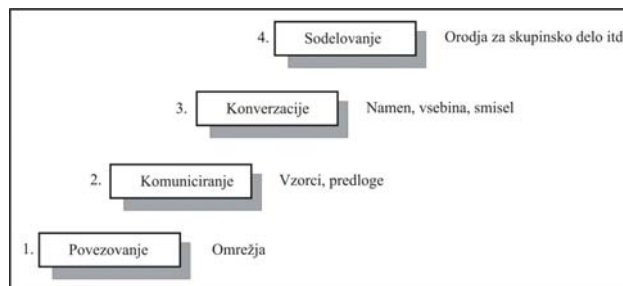 4. Sodelovanje Orodja za skupinsko delo itd
3. Konverzacije Namen, vsebina, smisel
2. Komuniciranje Vzorci, predloge
1. Povezovanje Omrežja